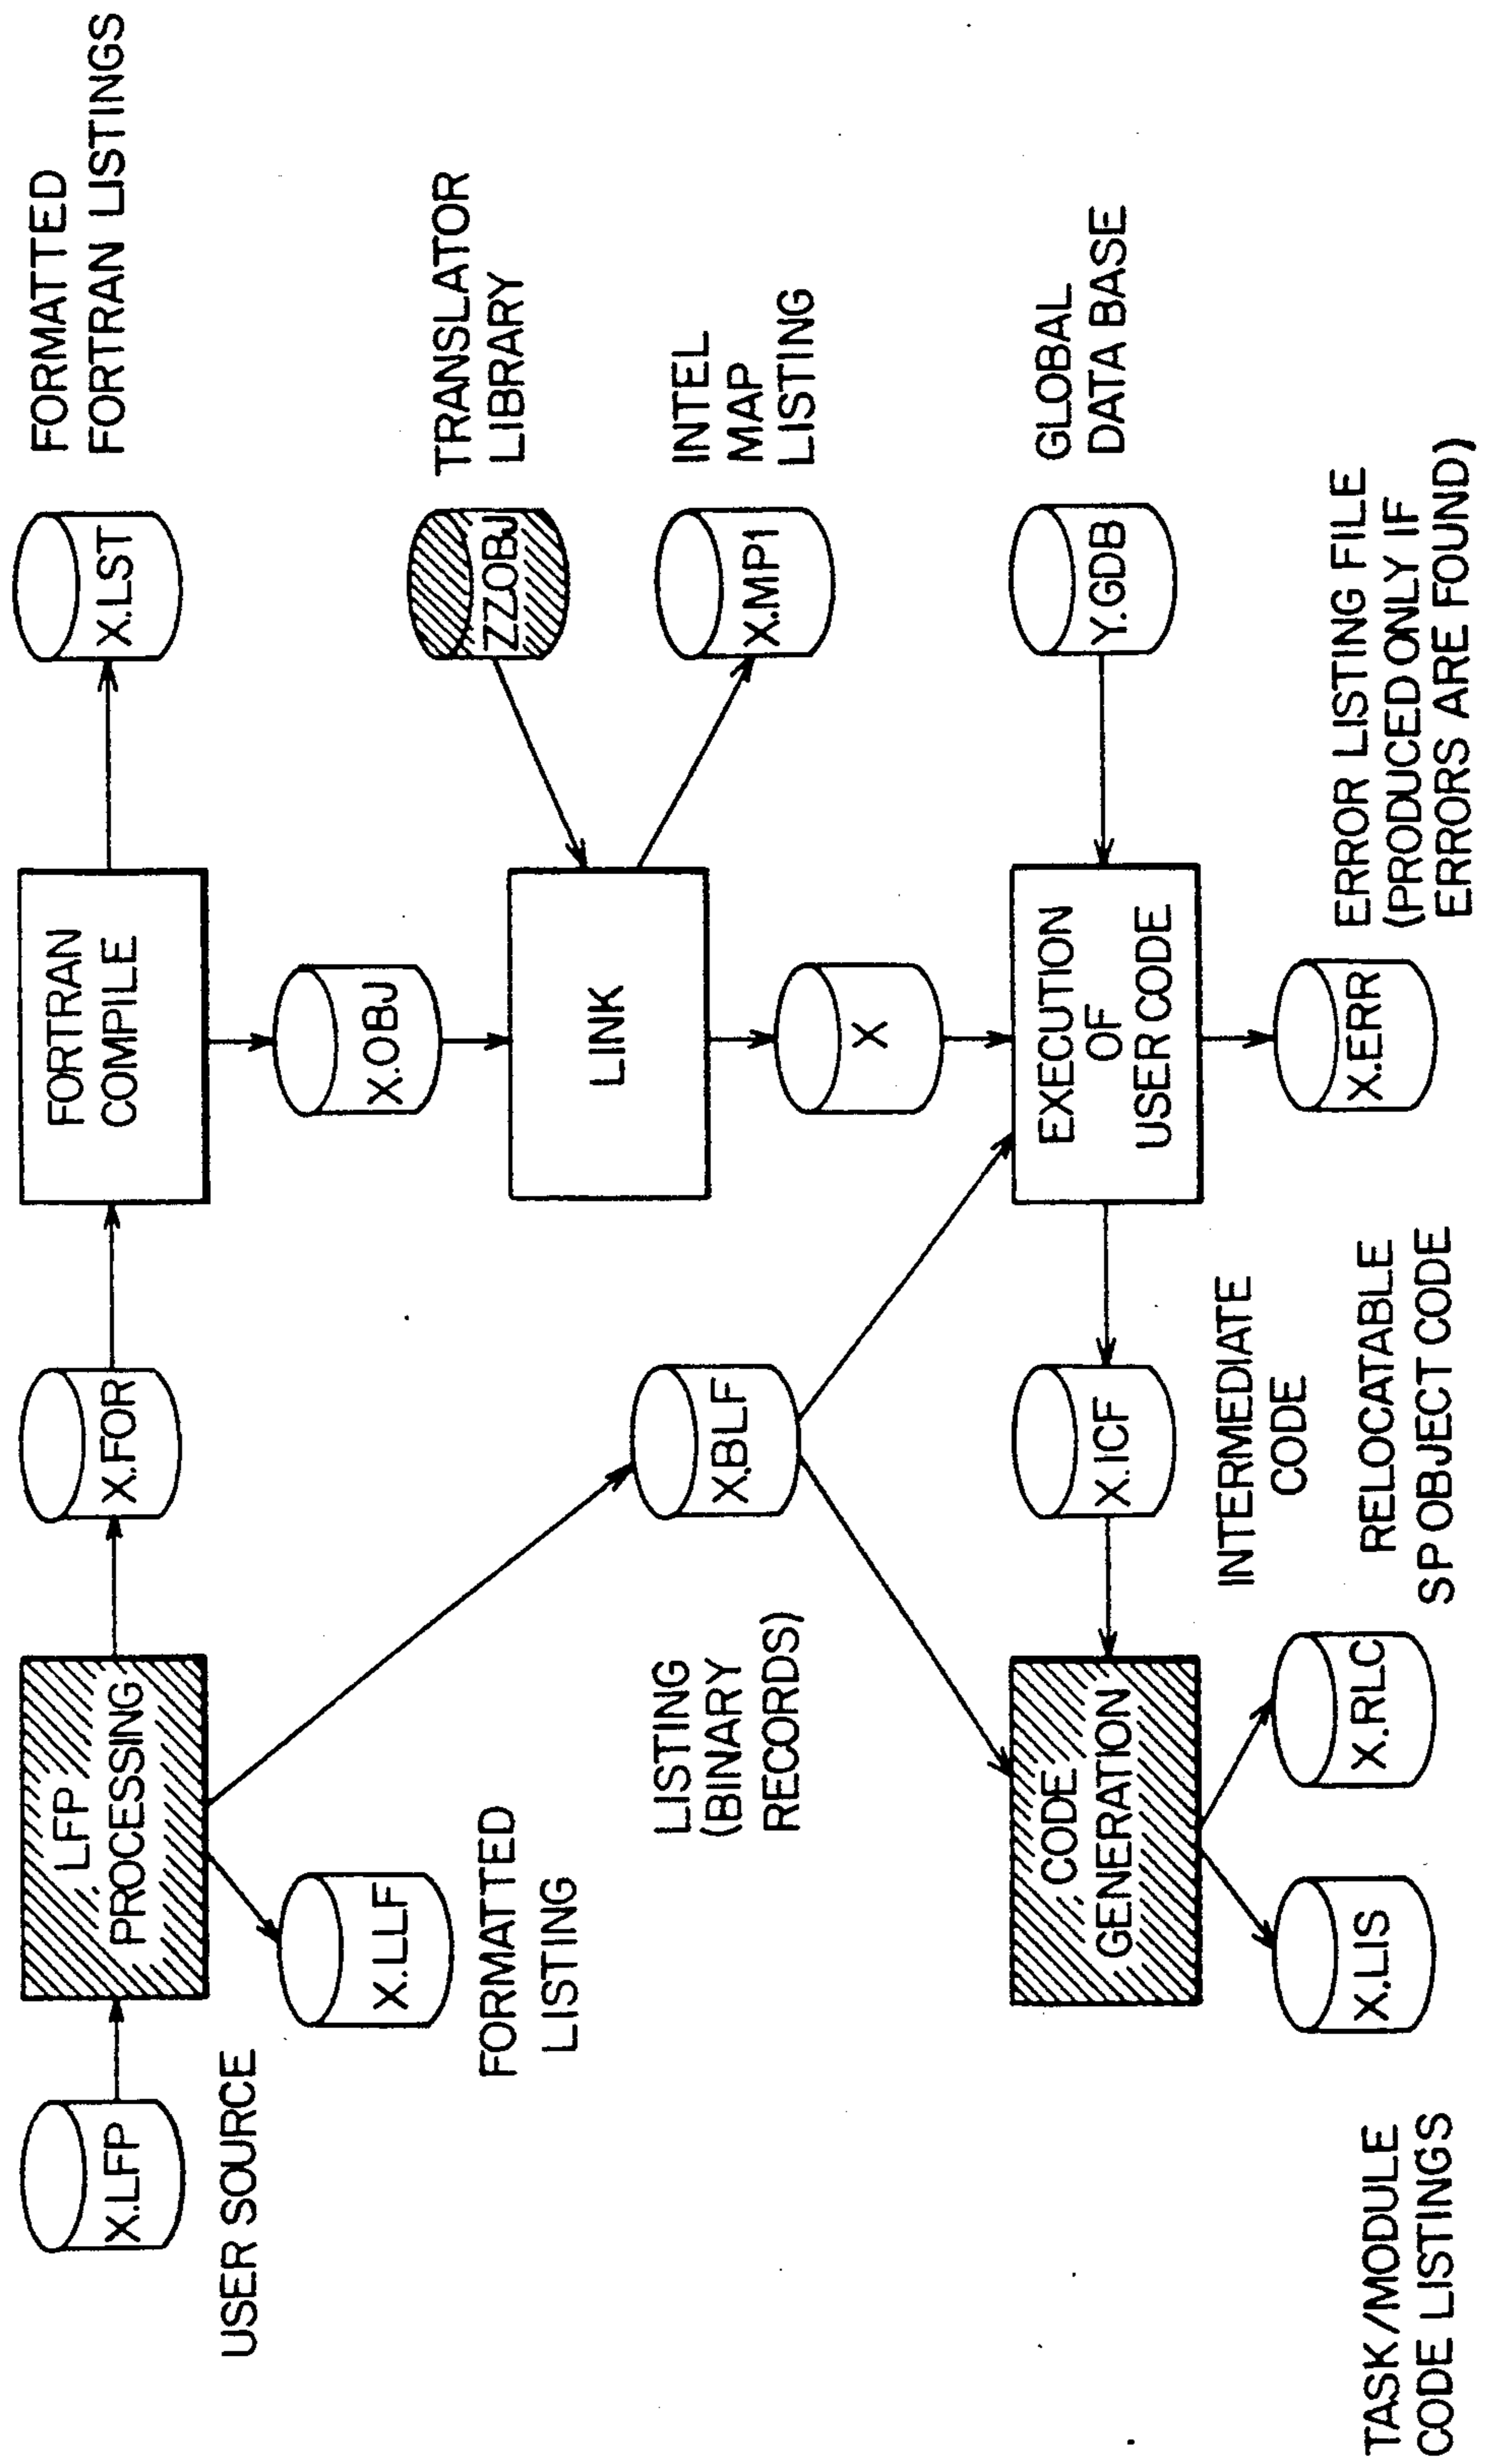 X.LFP
USER SOURCE
LFP
PROCESSING
X.FOR
FORTRAN
COMPILE
X.LST
FORMATTED
FORTRAN LISTINGS
X.LLF
FORMATTED
LISTING
X.OBJ
LINK
ZZOBJ
TRANSLATOR
LIBRARY
X.MP1
INTEL
MAP
LISTING
LISTING
(BINARY
RECORDS)
X.BLF
X
CODE
GENERATION
X.ICF
INTERMEDIATE
CODE
EXECUTION
OF
USER CODE
Y.GDB
GLOBAL
DATA BASE
X.LIS
TASK/MODULE
CODE LISTINGS
X.RLC
RELOCATABLE
SP OBJECT CODE
X.ERR
ERROR LISTING FILE
(PRODUCED ONLY IF
ERRORS ARE FOUND)